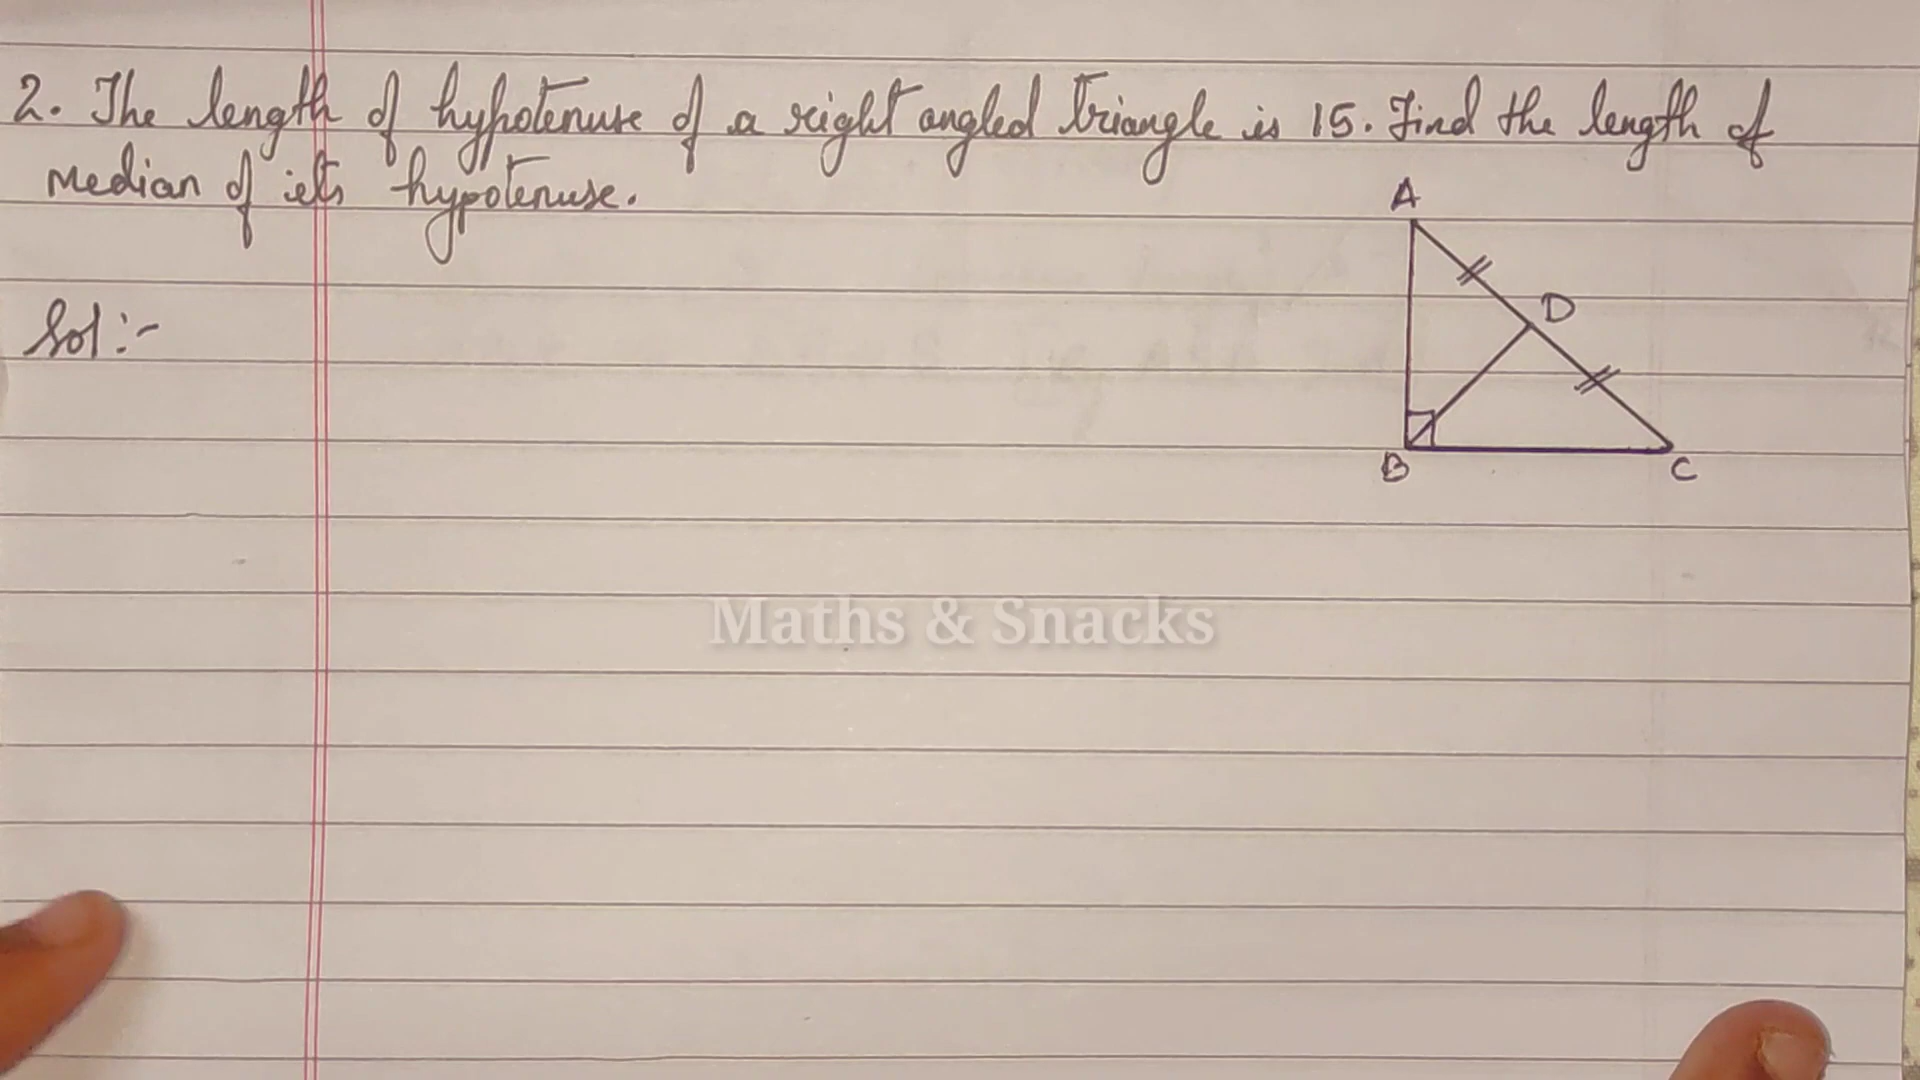 2. The length of hypotenuse of a right angled triangle is 15. Find the length of
median of its hypotenuse.
A
D
Sol:-
B
C
Maths & Snacks